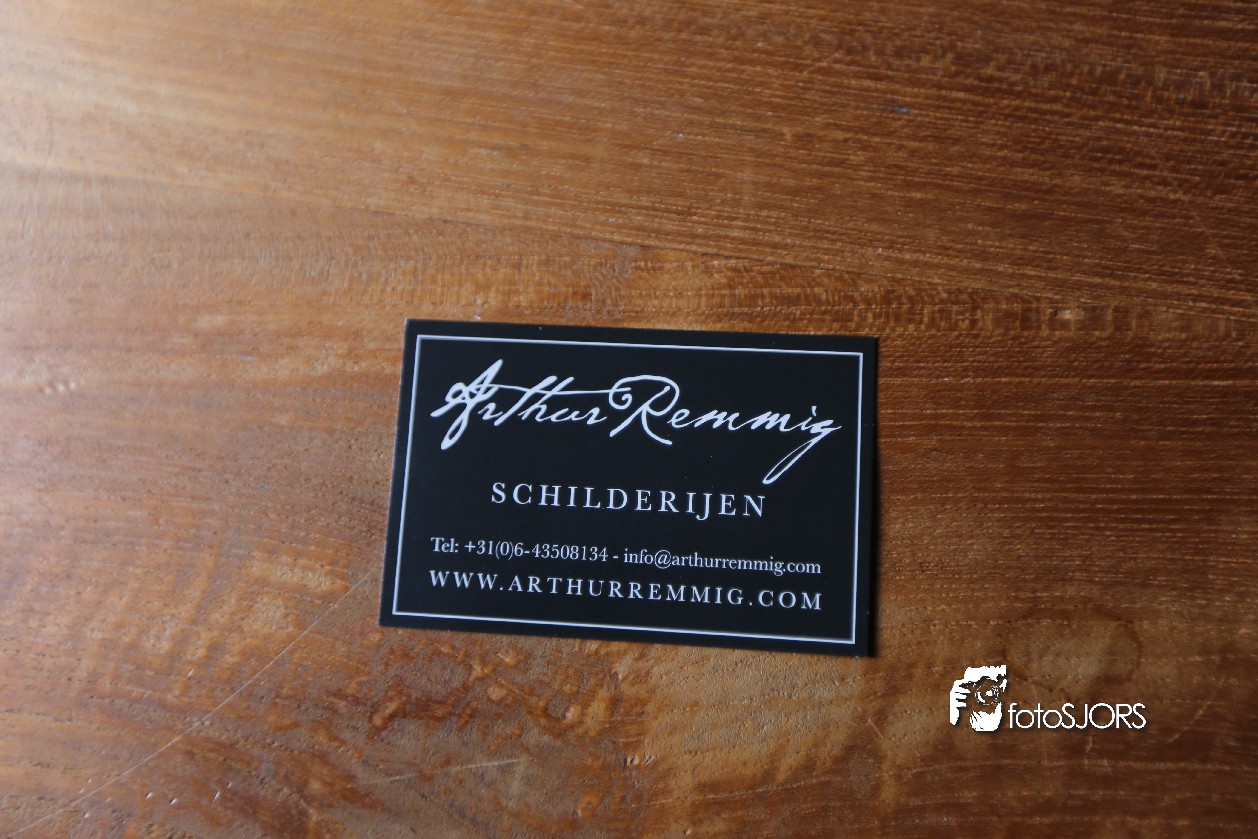 Arthur Remmig
SCHILDERIJEN
Tel: +31(0)6-43508134 - info@arthurremmig.com
WWW.ARTHURREMMIG.COM
fotoSJORS